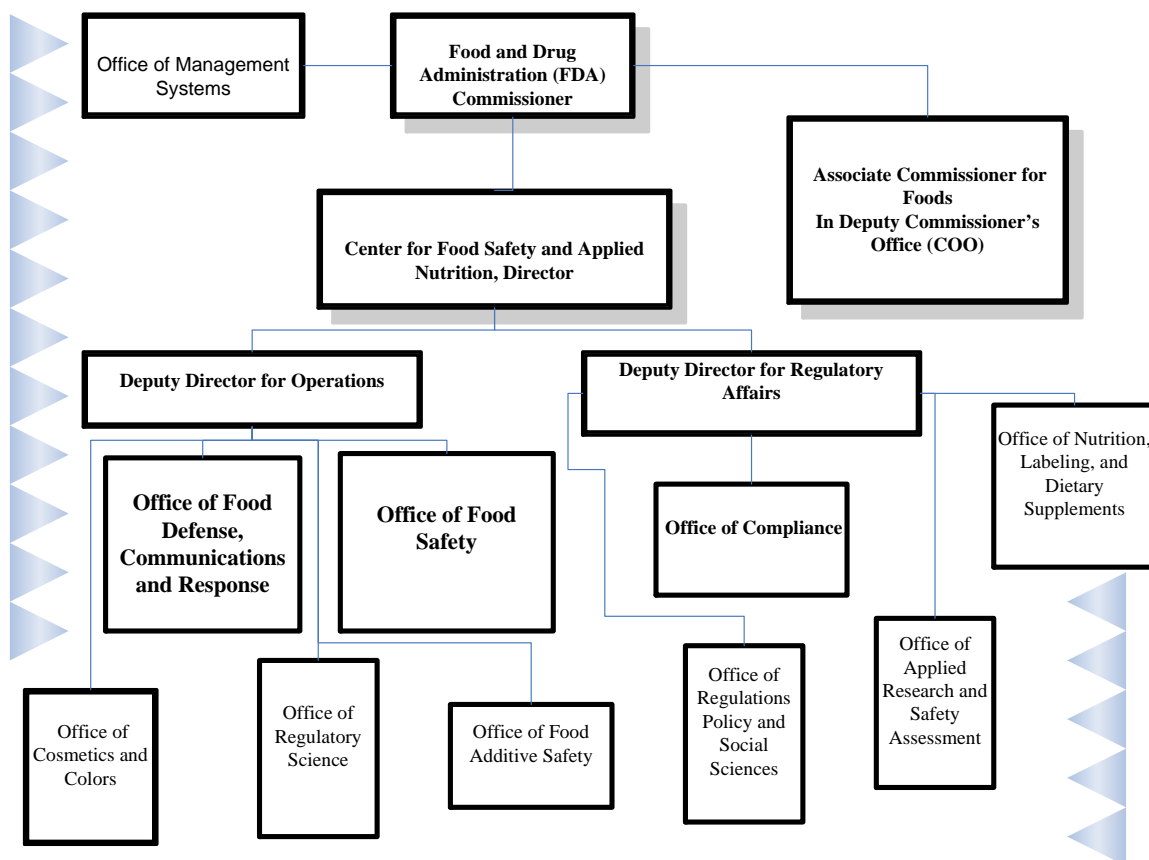 Office of Management
Systems
Food and Drug
Administration (FDA)
Commissioner
Associate Commissioner for
Foods
In Deputy Commissioner's
Office (COO)
Center for Food Safety and Applied
Nutrition, Director
Deputy Director for Operations
Deputy Director for Regulatory
Affairs
Office of Nutrition,
Labeling, and
Dietary
Supplements
Office of Food
Defense,
Communications
and Response
Office of Food
Safety
Office of Compliance
Office of
Cosmetics and
Colors
Office of
Regulatory
Science
Office of Food
Additive Safety
Office of
Regulations
Policy and
Social
Sciences
Office of
Applied
Research and
Safety
Assessment